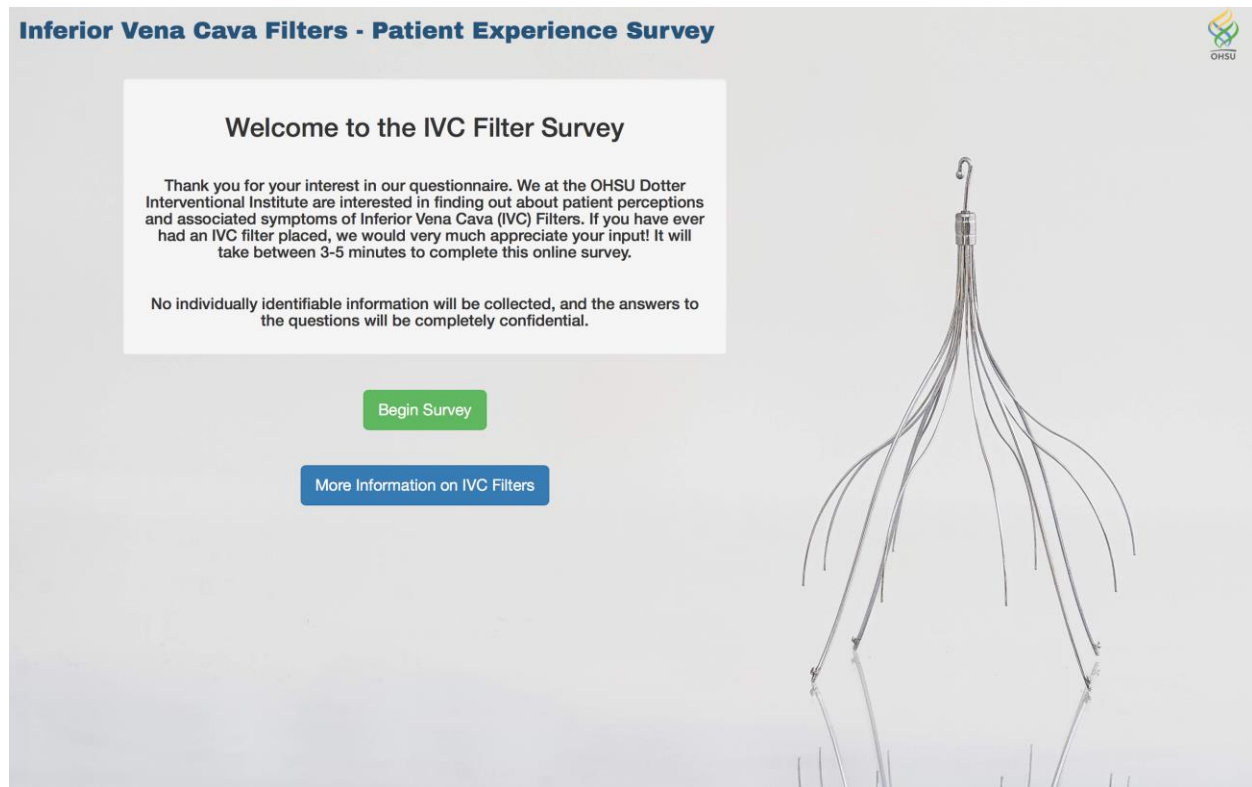 Inferior Vena Cava Filters - Patient Experience Survey
OHSU
Welcome to the IVC Filter Survey
Thank you for your interest in our questionnaire. We at the OHSU Dotter
Interventional Institute are interested in finding out about patient perceptions
and associated symptoms of Inferior Vena Cava (IVC) Filters. If you have ever
had an IVC filter placed, we would very much appreciate your input! It will
take between 3-5 minutes to complete this online survey.
No individually identifiable information will be collected, and the answers to
the questions will be completely confidential.
Begin Survey
More Information on IVC Filters